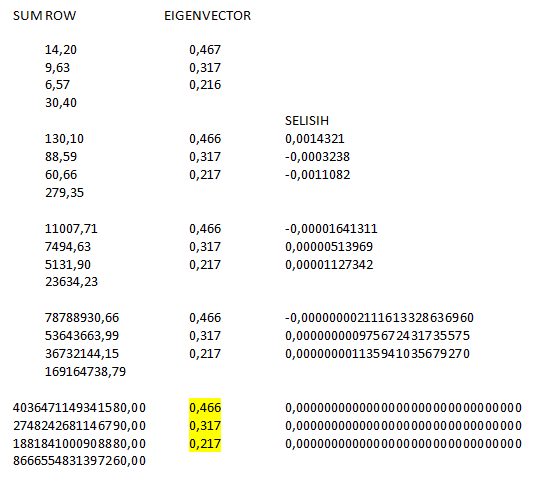 SUM ROW EIGENVECTOR
14,20 0,467
9,63 0,317
6,57 0,216
30,40
SELISIH
130,10 0,466 0,0014321
88,59 0,317 -0,0003238
60,66 0,217 -0,0011082
279,35
11007,71 0,466 -0,00001641311
7494,63 0,317 0,00000513969
5131,90 0,217 0,00001127342
23634,23
78788930,66 0,466 -0,000000002111613328636960
53643663,99 0,317 0,000000000975672431735575
36732144,15 0,217 0,000000001135941035679270
169164738,79
4036471149341580,00 0,466 0,000000000000000000000000000000
2748242681146790,00 0,317 0,000000000000000000000000000000
1881841000908880,00 0,217 0,000000000000000000000000000000
8666554831397260,00